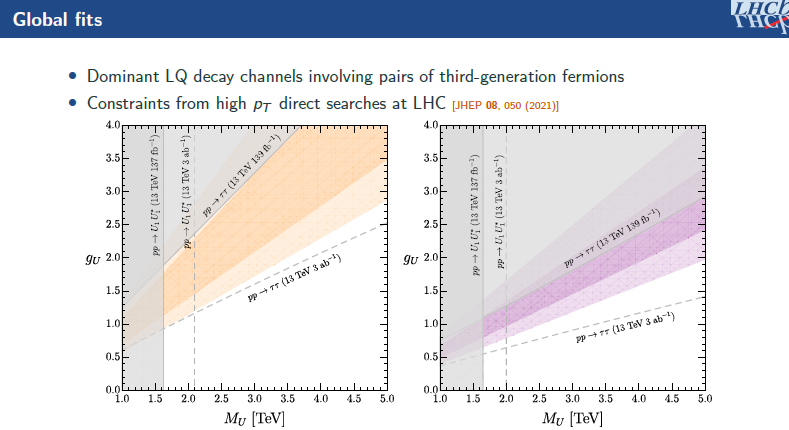 Global fits
LHCb
• Dominant LQ decay channels involving pairs of third-generation fermions
• Constraints from high p_T direct searches at LHC [JHEP 08, 050 (2021)]
4.0
3.5
3.0
2.5
2.0
1.5
1.0
0.5
0.0
g_U
pp → U₁ U₁* (13 TeV 137 fb⁻¹)
pp → U₁ U₁* (13 TeV 3 ab⁻¹)
pp → ττ (13 TeV 139 fb⁻¹)
pp → ττ (13 TeV 3 ab⁻¹)
1.0 1.5 2.0 2.5 3.0 3.5 4.0 4.5 5.0
M_U [TeV]
4.0
3.5
3.0
2.5
2.0
1.5
1.0
0.5
0.0
g_U
pp → U₁ U₁* (13 TeV 137 fb⁻¹)
pp → U₁ U₁* (13 TeV 3 ab⁻¹)
pp → ττ (13 TeV 139 fb⁻¹)
pp → ττ (13 TeV 3 ab⁻¹)
1.0 1.5 2.0 2.5 3.0 3.5 4.0 4.5 5.0
M_U [TeV]